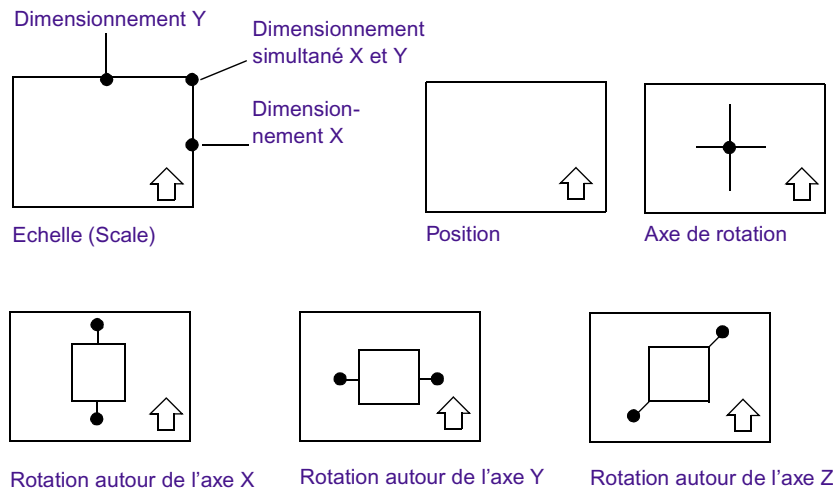 Dimensionnement Y
Dimensionnement
simultané X et Y
Dimension-
nement X
Echelle (Scale)
Position
Axe de rotation
Rotation autour de l'axe X
Rotation autour de l'axe Y
Rotation autour de l'axe Z